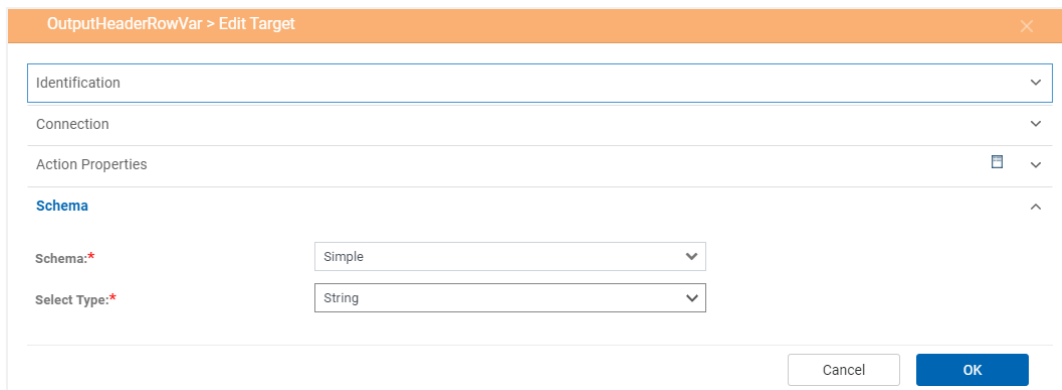 OutputHeaderRowVar > Edit Target
Identification
Connection
Action Properties
Schema
Schema:* Simple
Select Type:* String
Cancel OK